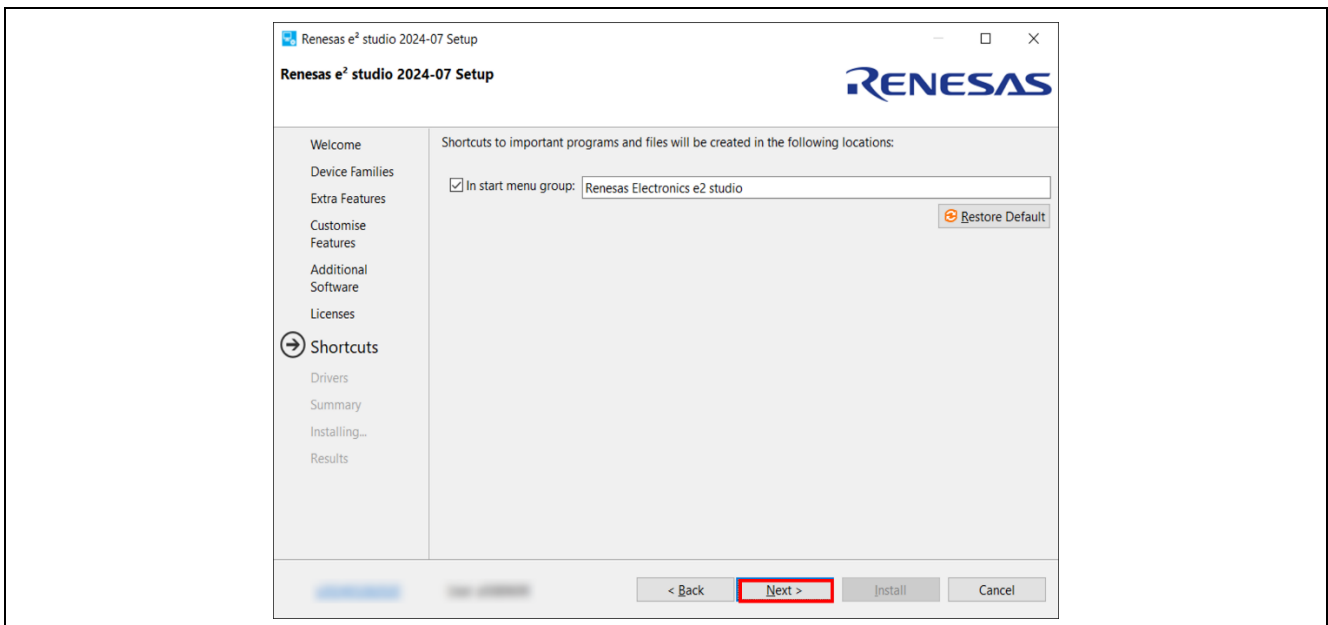 Renesas e² studio 2024-07 Setup
Renesas e² studio 2024-07 Setup
RENESAS
Welcome
Device Families
Extra Features
Customise
Features
Additional
Software
Licenses
Shortcuts
Drivers
Summary
Installing...
Results
Shortcuts to important programs and files will be created in the following locations:
In start menu group: Renesas Electronics e2 studio
Restore Default
< Back Next > Install Cancel